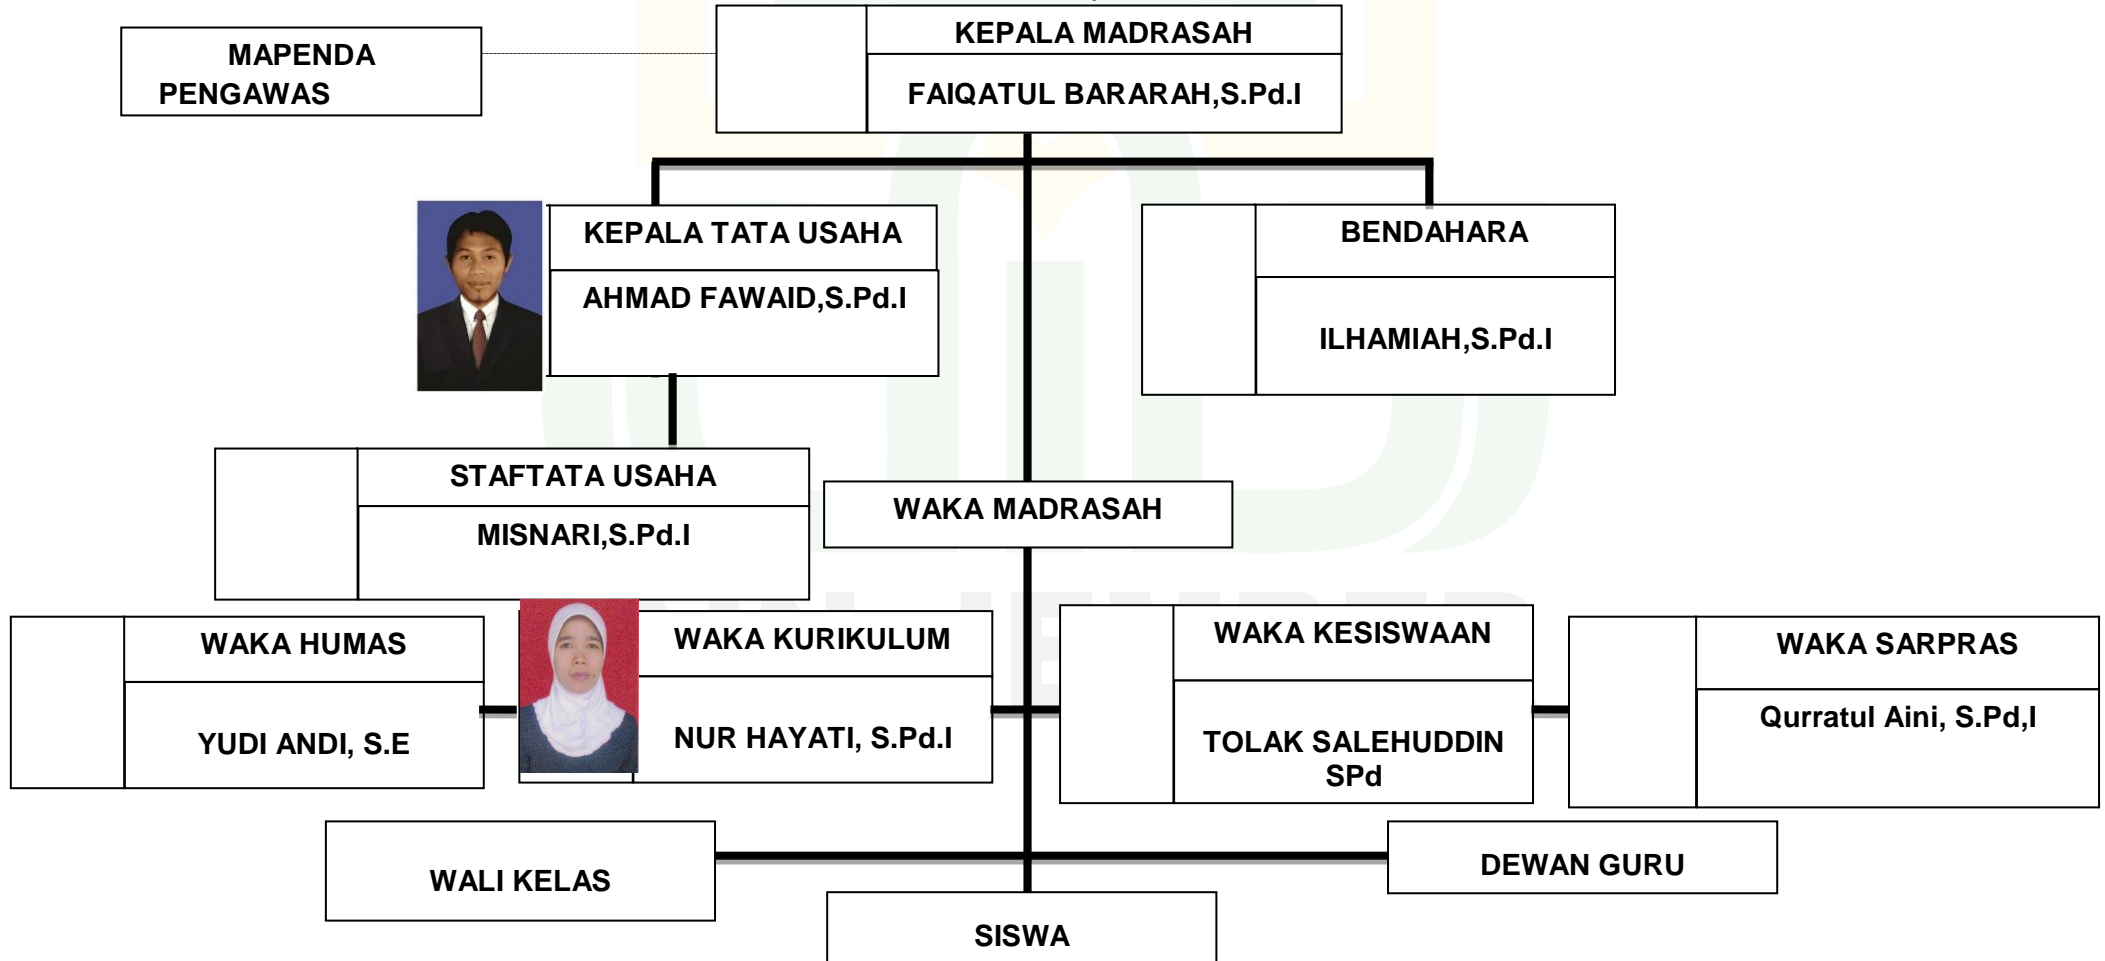 KEPALA MADRASAH
MAPENDA
PENGAWAS
FAIQATUL BARARAH,S.Pd.I
KEPALA TATA USAHA
AHMAD FAWAID,S.Pd.I
BENDAHARA
ILHAMIAH,S.Pd.I
STAFTATA USAHA
MISNARI,S.Pd.I
WAKA MADRASAH
WAKA HUMAS
YUDI ANDI, S.E
WAKA KURIKULUM
NUR HAYATI, S.Pd.I
WAKA KESISWAAN
TOLAK SALEHUDDIN
SPd
WAKA SARPRAS
Qurratul Aini, S.Pd,I
WALI KELAS
DEWAN GURU
SISWA